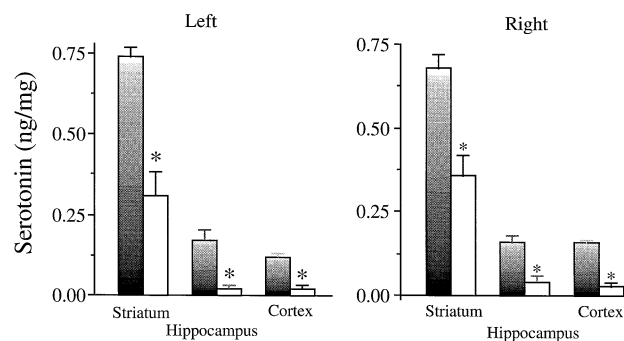 Left
Right
Serotonin (ng/mg)
0.75
0.50
0.25
0.00
*
*
*
Striatum
Hippocampus
Cortex
0.75
0.50
0.25
0.00
*
*
*
Striatum
Hippocampus
Cortex